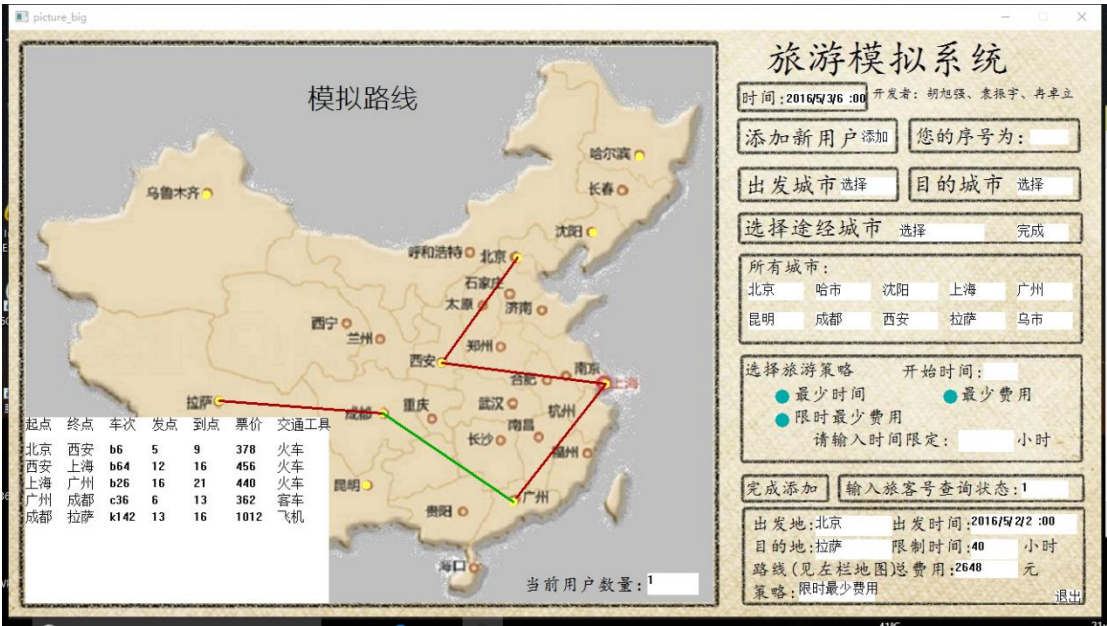 picture_big
旅游模拟系统
时间:2016/5/3/6 :00
开发者: 胡旭强、袁振宇、冉卓立
添加新用户 添加
您的序号为:
出发城市 选择
目的城市 选择
选择途经城市 选择 完成
所有城市:
北京 哈市 沈阳 上海 广州
昆明 成都 西安 拉萨 乌市
选择旅游策略 开始时间:
最少时间 最少费用
限时最少费用
请输入时间限定: 小时
完成添加 输入旅客号查询状态:1
出发地:北京 出发时间:2016/5/2/2 :00
目的地:拉萨 限制时间:40 小时
路线(见左栏地图)总费用:2648 元
策略:限时最少费用
退出
模拟路线
哈尔滨
乌鲁木齐
长春
沈阳
呼和浩特
北京
石家庄
太原
济南
西宁
兰州
郑州
西安
南京
合肥
上海
拉萨
成都
重庆
武汉
杭州
南昌
长沙
福州
昆明
广州
贵阳
海口
起点 终点 车次 发点 到点 票价 交通工具
北京 西安 b6 5 9 378 火车
西安 上海 b64 12 16 456 火车
上海 广州 b26 16 21 440 火车
广州 成都 c36 6 13 362 客车
成都 拉萨 k142 13 16 1012 飞机
当前用户数量:1